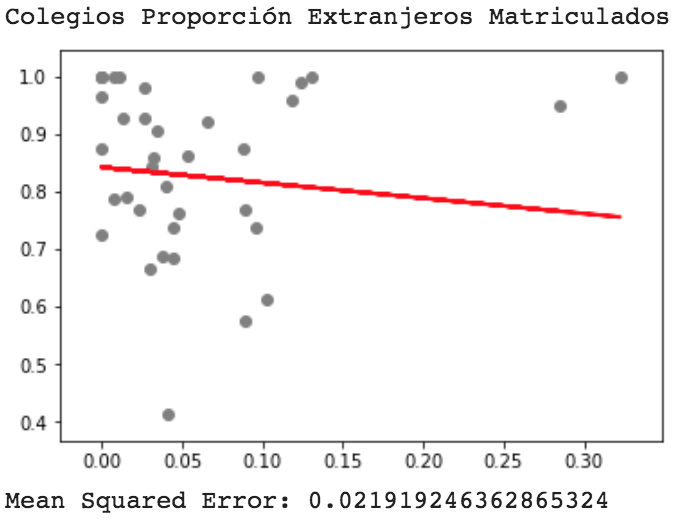 Colegios Proporción Extranjeros Matriculados
1.0
0.9
0.8
0.7
0.6
0.5
0.4
0.00 0.05 0.10 0.15 0.20 0.25 0.30
Mean Squared Error: 0.021919246362865324